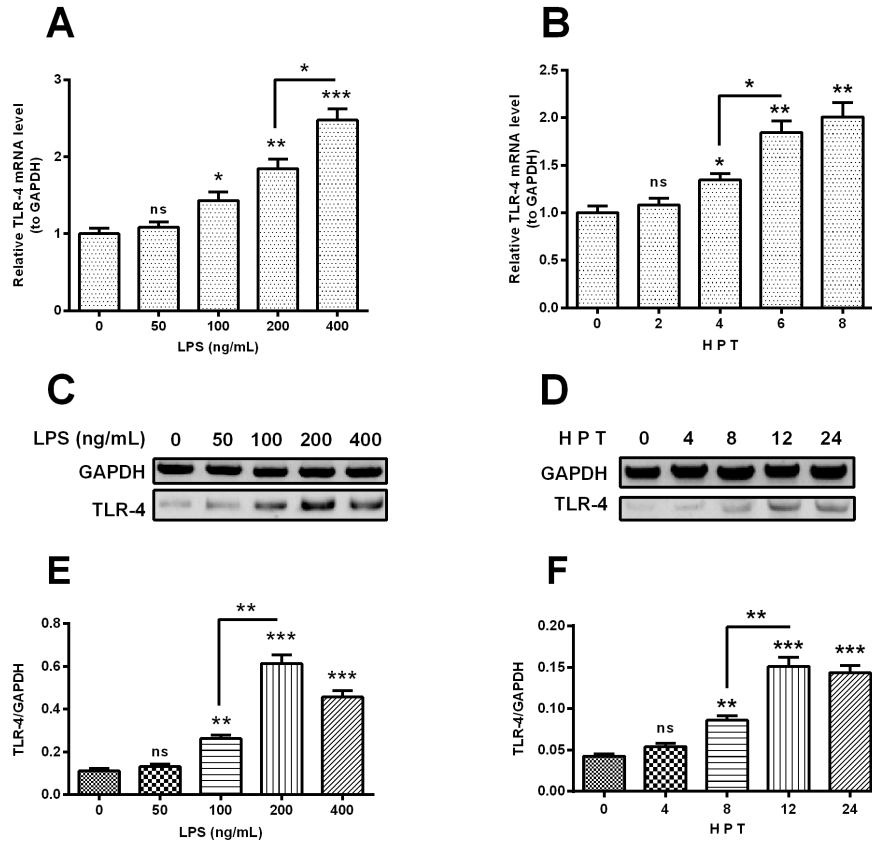 A
Relative TLR-4 mRNA level
(to GAPDH)
3
2
1
0
ns
*
**
***
*
0 50 100 200 400
LPS (ng/mL)
B
Relative TLR-4 mRNA level
(to GAPDH)
2.5
2.0
1.5
1.0
0.5
0.0
ns
*
**
**
*
0 2 4 6 8
H P T
C
LPS (ng/mL) 0 50 100 200 400
GAPDH
TLR-4
D
H P T 0 4 8 12 24
GAPDH
TLR-4
E
TLR-4/GAPDH
0.8
0.6
0.4
0.2
0.0
ns
**
***
***
**
0 50 100 200 400
LPS (ng/mL)
F
TLR-4/GAPDH
0.20
0.15
0.10
0.05
0.00
ns
**
***
***
**
0 4 8 12 24
H P T